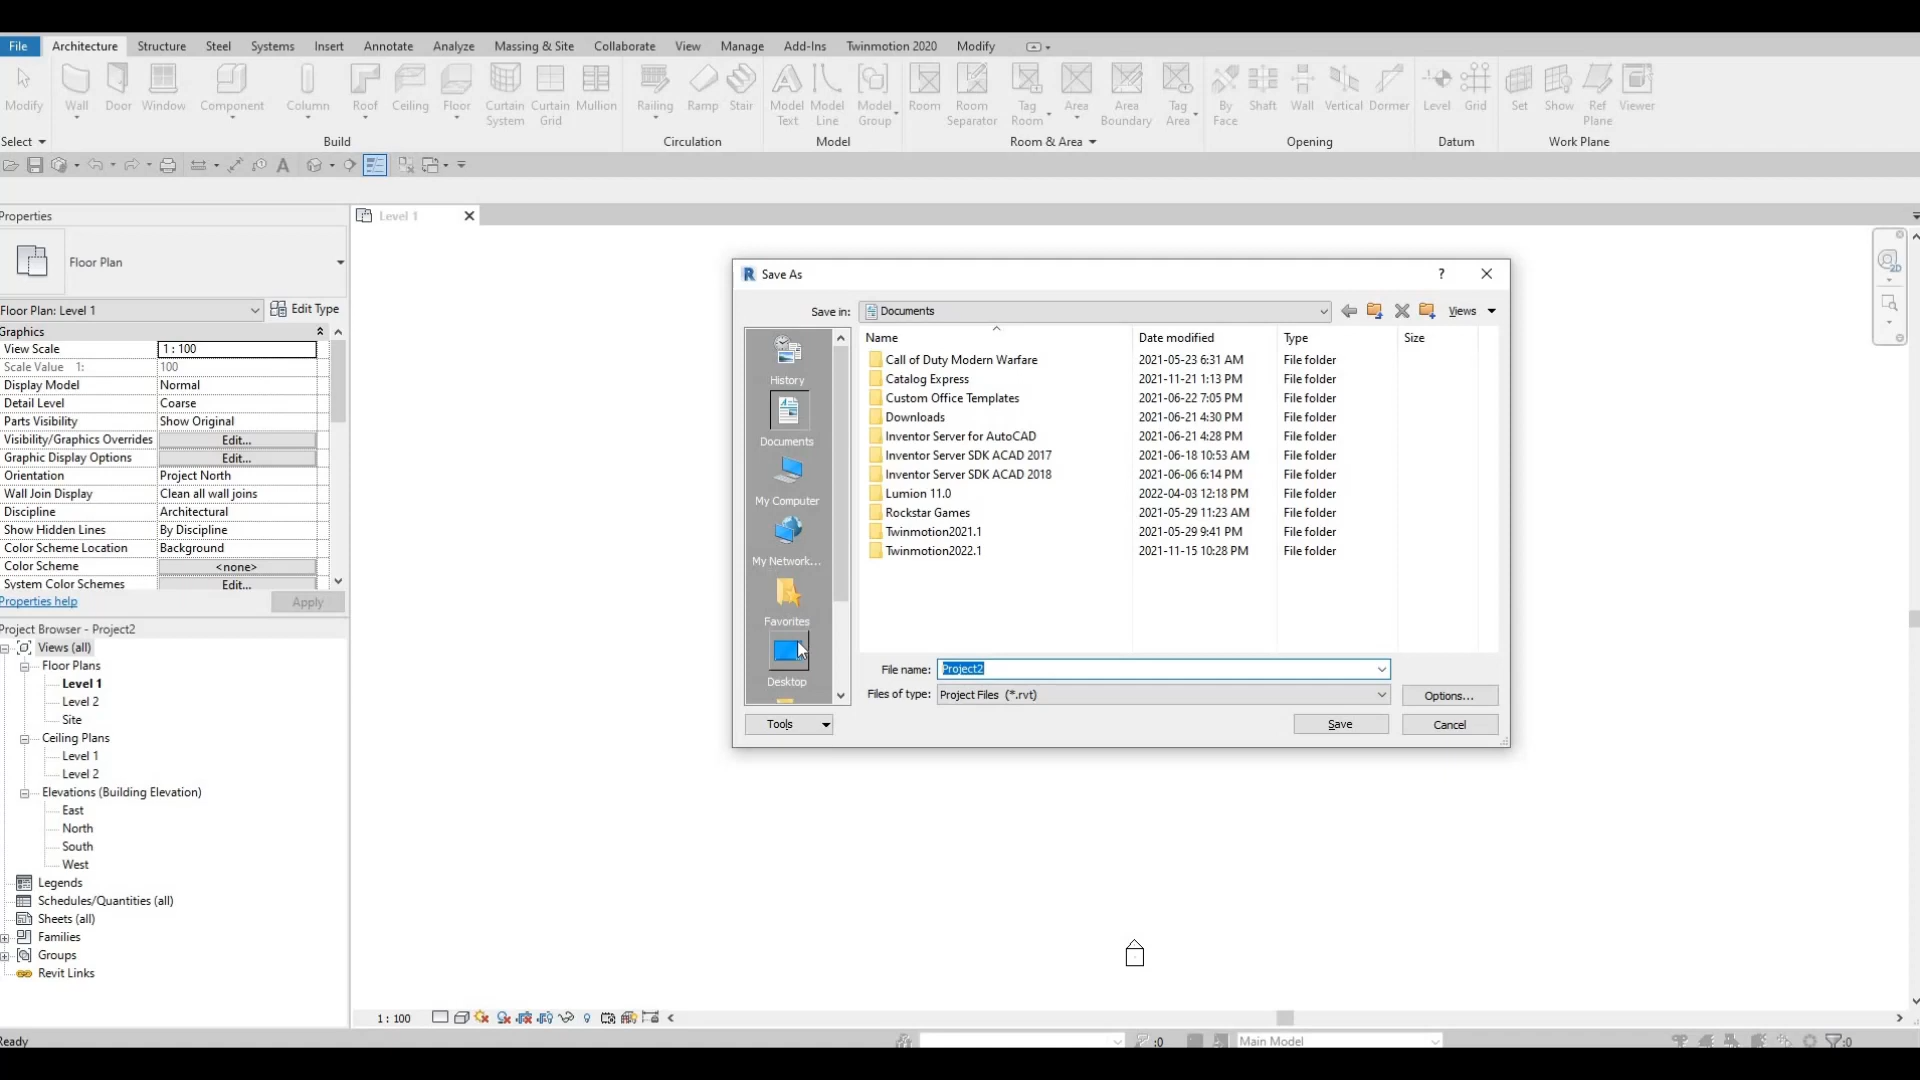 File Architecture Structure Steel Systems Insert Annotate Analyze Massing & Site Collaborate View Manage Add-Ins Twinmotion 2020 Modify
Modify Wall Door Window Component Column Roof Ceiling Floor Curtain System Curtain Grid Mullion Railing Ramp Stair Model Text Model Line Model Group Room Room Separator Tag Room Area Area Boundary Tag Area By Face Shaft Wall Vertical Dormer Level Grid Set Show Ref Plane Viewer
Select Build Circulation Model Room & Area Opening Datum Work Plane
Properties
Level 1
Floor Plan
Floor Plan: Level 1
Edit Type
Graphics
View Scale 1 : 100
Scale Value 1: 100
Display Model Normal
Detail Level Coarse
Parts Visibility Show Original
Visibility/Graphics Overrides Edit...
Graphic Display Options Edit...
Orientation Project North
Wall Join Display Clean all wall joins
Discipline Architectural
Show Hidden Lines By Discipline
Color Scheme Location Background
Color Scheme <none>
System Color Schemes Edit...
Properties help
Apply
Project Browser - Project2
Views (all)
Floor Plans
Level 1
Level 2
Site
Ceiling Plans
Level 1
Level 2
Elevations (Building Elevation)
East
North
South
West
Legends
Schedules/Quantities (all)
Sheets (all)
Families
Groups
Revit Links
R Save As ?
Save in: Documents Views
History
Documents
My Computer
My Network...
Favorites
Desktop
Name Date modified Type Size
Call of Duty Modern Warfare 2021-05-23 6:31 AM File folder
Catalog Express 2021-11-21 1:13 PM File folder
Custom Office Templates 2021-06-22 7:05 PM File folder
Downloads 2021-06-21 4:30 PM File folder
Inventor Server for AutoCAD 2021-06-21 4:28 PM File folder
Inventor Server SDK ACAD 2017 2021-06-18 10:53 AM File folder
Inventor Server SDK ACAD 2018 2021-06-06 6:14 PM File folder
Lumion 11.0 2022-04-03 12:18 PM File folder
Rockstar Games 2021-05-29 11:23 AM File folder
Twinmotion2021.1 2021-05-29 9:41 PM File folder
Twinmotion2022.1 2021-11-15 10:28 PM File folder
File name: Project2
Files of type: Project Files (*.rvt)
Options...
Tools
Save
Cancel
2D
1 : 100
eady
:0
Main Model
:0